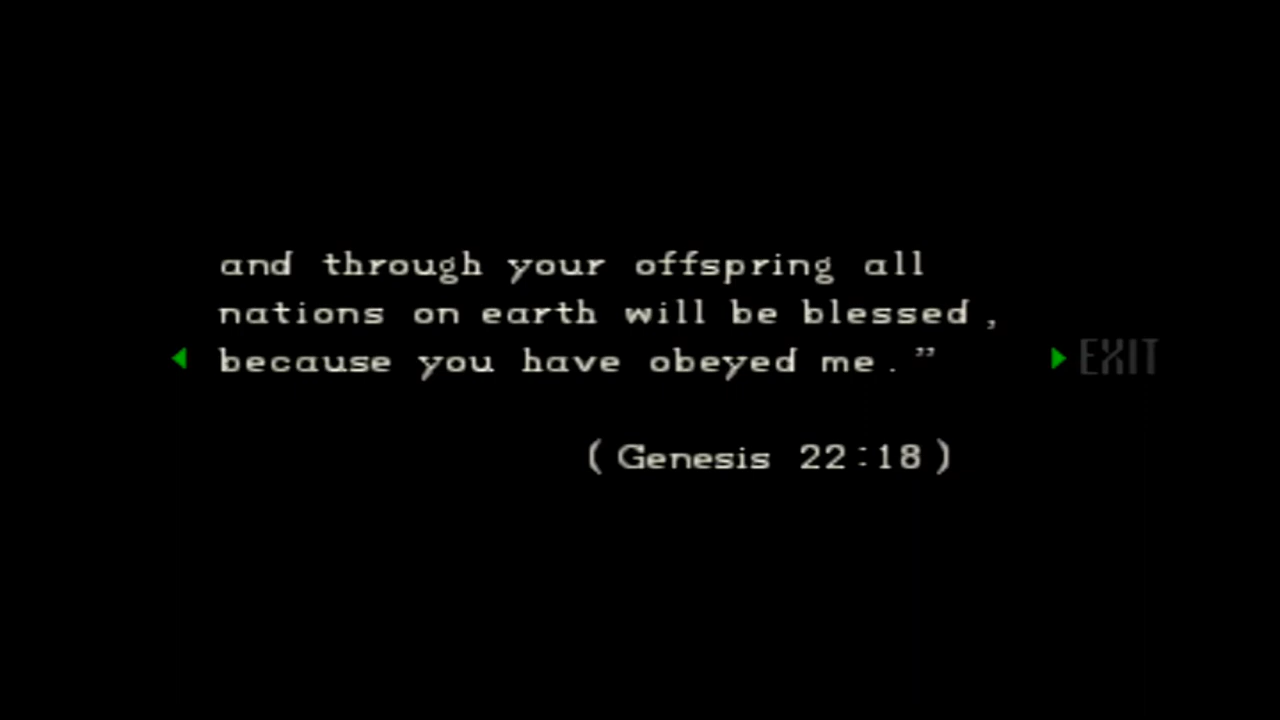 and through your offspring all
nations on earth will be blessed,
because you have obeyed me.”
EXIT
(Genesis 22:18)